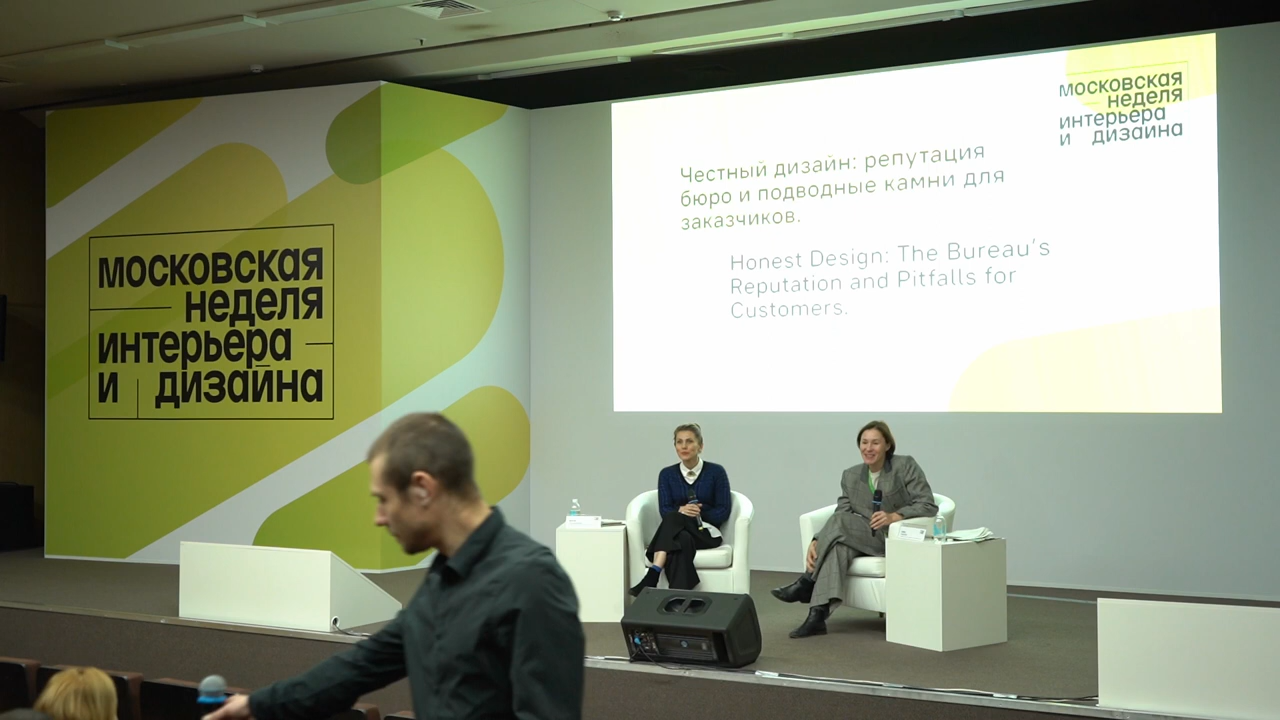 московская
неделя
интерьера
и дизайна
московская
неделя
интерьера
и дизайна
Честный дизайн: репутация
бюро и подводные камни для
заказчиков.
Honest Design: The Bureau's
Reputation and Pitfalls for
Customers.